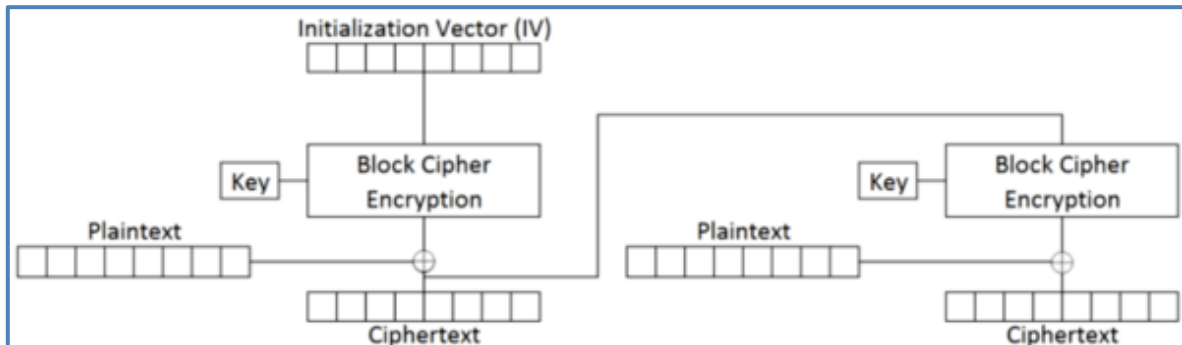 Initialization Vector (IV)
Key
Block Cipher
Encryption
Plaintext
Ciphertext
Key
Block Cipher
Encryption
Plaintext
Ciphertext